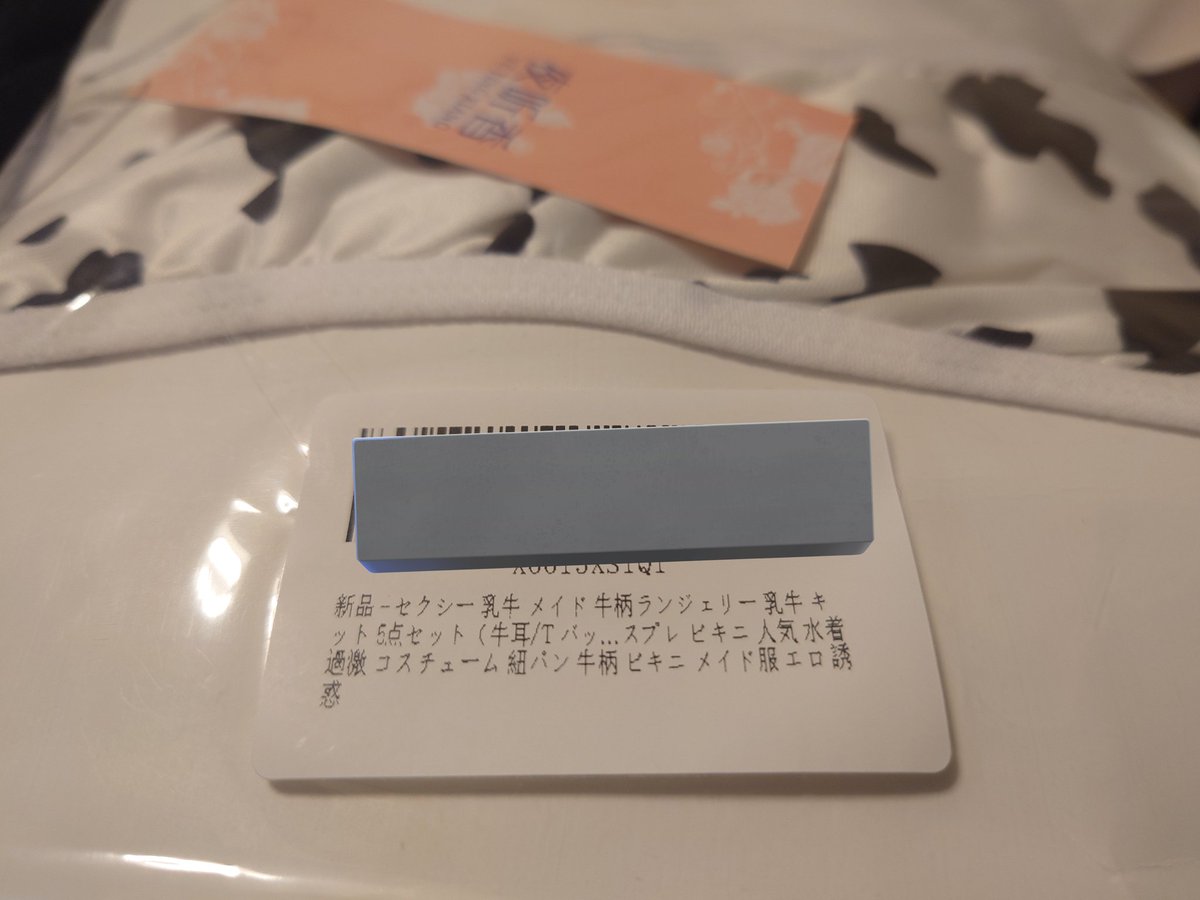 新品 - セクシー 乳牛 メイド 牛柄ランジェリー 乳牛 キ
ット 5点セット (牛耳/T バッ...スプレ ビキニ 人気 水着
過激 コスチューム 紐パン 牛柄 ビキニ メイド服 エロ 誘
惑